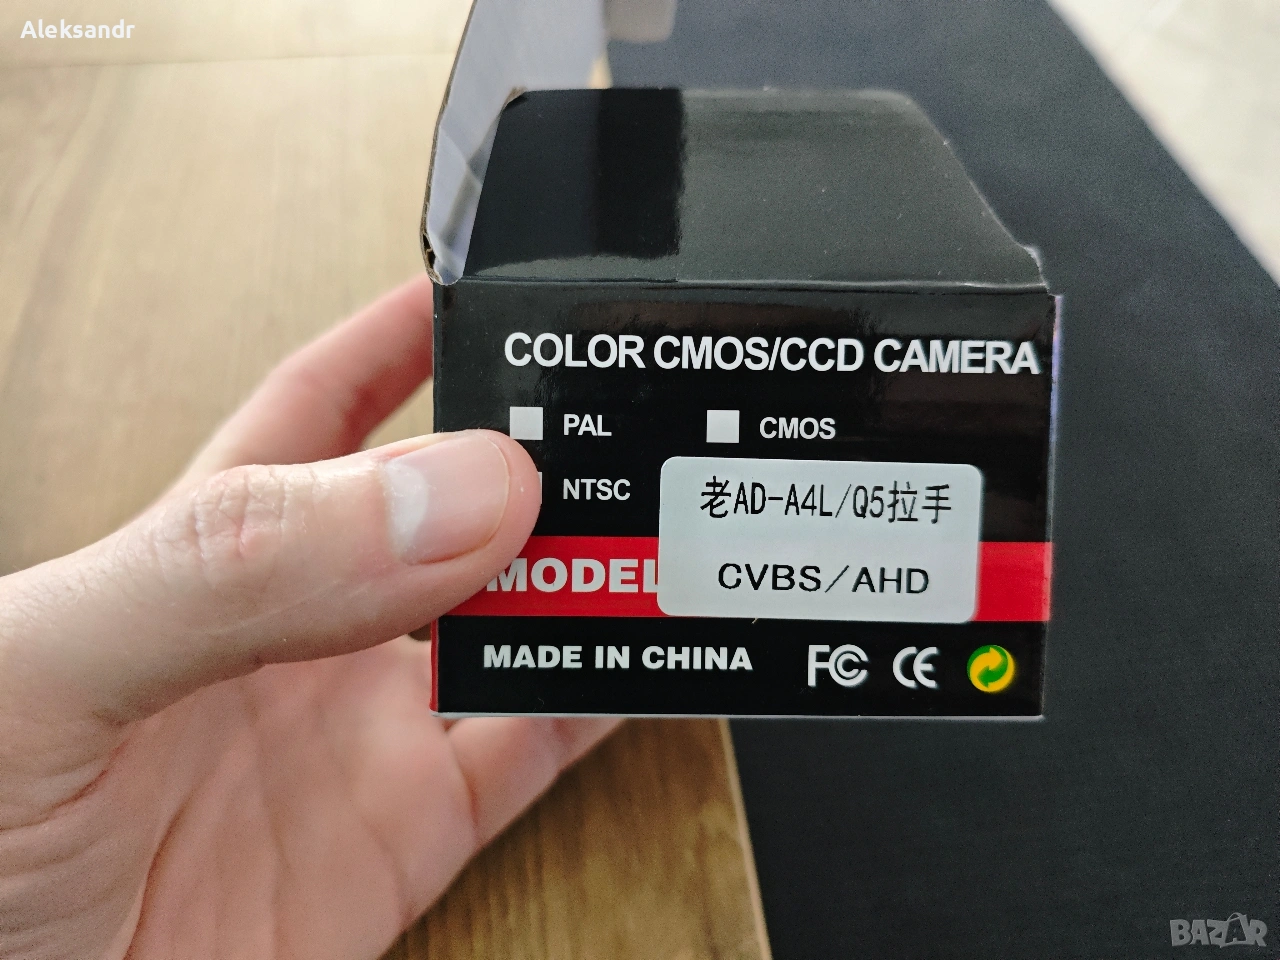 Aleksandr
COLOR CMOS/CCD CAMERA
PAL CMOS
NTSC
老AD-A4L/Q5拉手
MODEL
CVBS/AHD
MADE IN CHINA FC CE
BAZAR